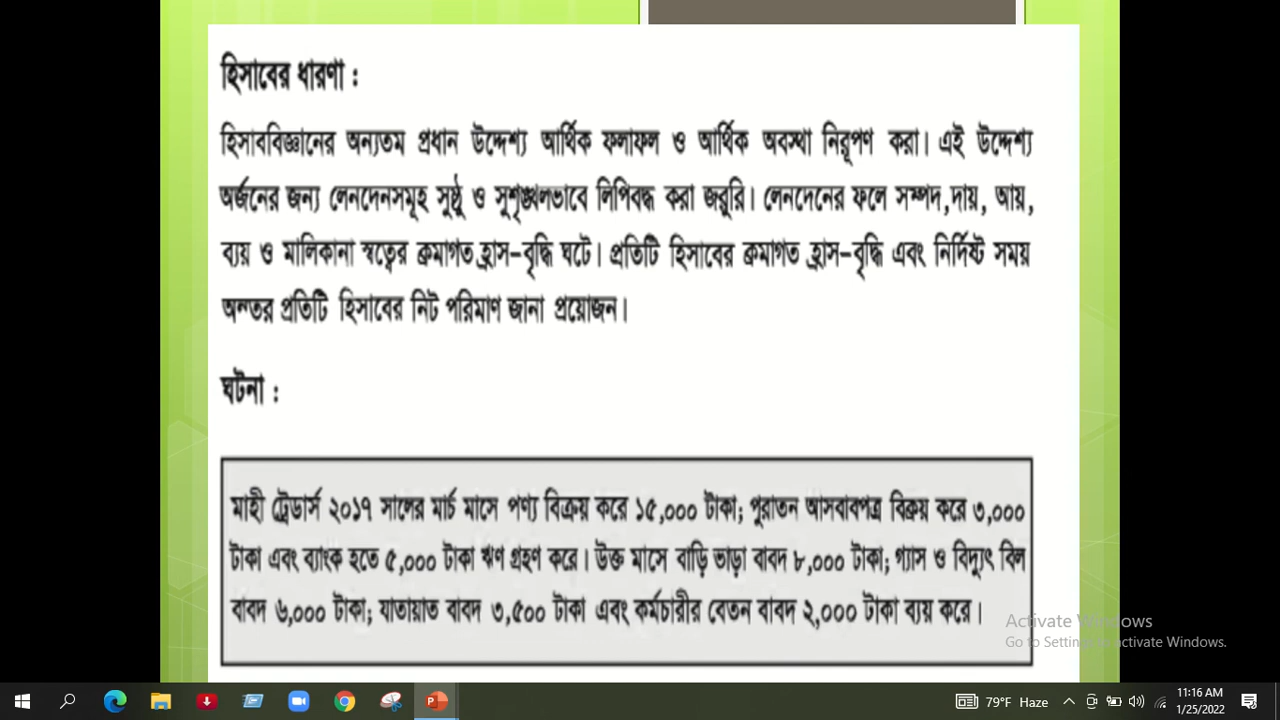 হিসাবের ধারণা :
হিসাববিজ্ঞানের অন্যতম প্রধান উদ্দেশ্য আর্থিক ফলাফল ও আর্থিক অবস্থা নিরূপণ করা। এই উদ্দেশ্য
অর্জনের জন্য লেনদেনসমূহ সুষ্ঠু ও সুশৃঙ্খলভাবে লিপিবদ্ধ করা জরুরি। লেনদেনের ফলে সম্পদ,দায়, আয়,
ব্যয় ও মালিকানা স্বত্বের ক্রমাগত হ্রাস-বৃদ্ধি ঘটে। প্রতিটি হিসাবের ক্রমাগত হ্রাস-বৃদ্ধি এবং নির্দিষ্ট সময়
অন্তর প্রতিটি হিসাবের নিট পরিমাণ জানা প্রয়োজন।
ঘটনা :
মাহী ট্রেডার্স ২০১৭ সালের মার্চ মাসে পণ্য বিক্রয় করে ১৫,০০০ টাকা; পুরাতন আসবাবপত্র বিক্রয় করে ৩,০০০
টাকা এবং ব্যাংক হতে ৫,০০০ টাকা ঋণ গ্রহণ করে। উক্ত মাসে বাড়ি ভাড়া বাবদ ৮,০০০ টাকা; গ্যাস ও বিদ্যুৎ বিল
বাবদ ৬,০০০ টাকা; যাতায়াত বাবদ ৩,৫০০ টাকা এবং কর্মচারীর বেতন বাবদ ২,০০০ টাকা ব্যয় করে।
Activate Windows
Go to Settings to activate Windows.
79°F Haze
11:16 AM
1/25/2022